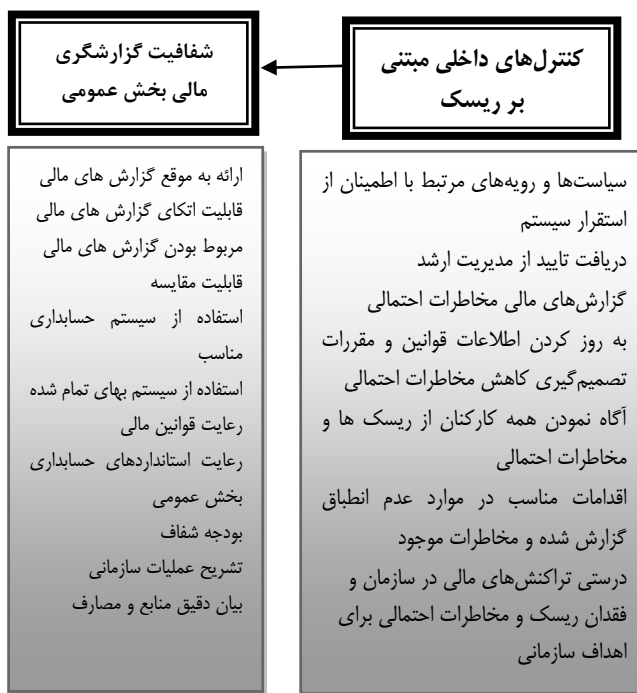 کنترل‌های داخلی مبتنی
بر ریسک
شفافیت گزارشگری
مالی بخش عمومی
سیاست‌ها و رویه‌های مرتبط با اطمینان از
استقرار سیستم
دریافت تایید از مدیریت ارشد
گزارش‌های مالی مخاطرات احتمالی
به روز کردن اطلاعات قوانین و مقررات
تصمیم‌گیری کاهش مخاطرات احتمالی
آگاه نمودن همه کارکنان از ریسک ها و
مخاطرات احتمالی
اقدامات مناسب در موارد عدم انطباق
گزارش شده و مخاطرات موجود
درستی تراکنش‌های مالی در سازمان و
فقدان ریسک و مخاطرات احتمالی برای
اهداف سازمانی
ارائه به موقع گزارش های مالی
قابلیت اتکای گزارش های مالی
مربوط بودن گزارش های مالی
قابلیت مقایسه
استفاده از سیستم حسابداری
مناسب
استفاده از سیستم بهای تمام شده
رعایت قوانین مالی
رعایت استانداردهای حسابداری
بخش عمومی
بودجه شفاف
تشریح عملیات سازمانی
بیان دقیق منابع و مصارف